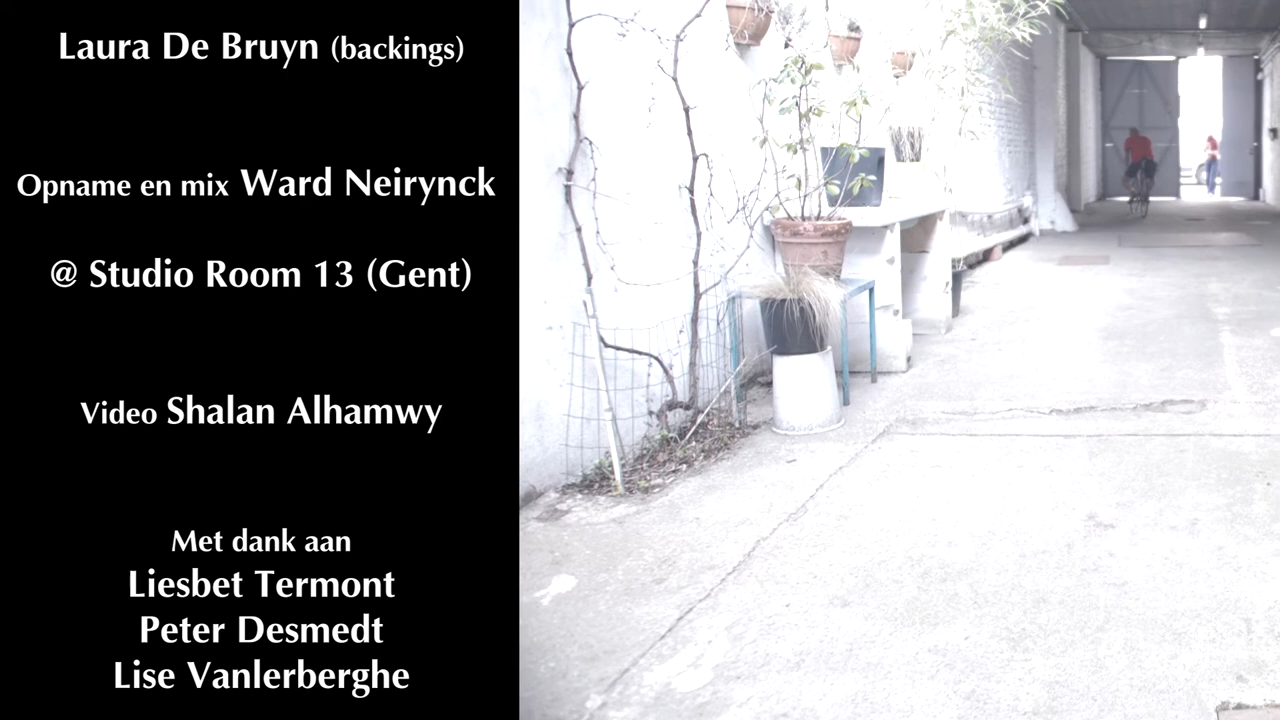 Laura De Bruyn (backings)
Opname en mix Ward Neirynck
@ Studio Room 13 (Gent)
Video Shalan Alhamwy
Met dank aan
Liesbet Termont
Peter Desmedt
Lise Vanlerberghe